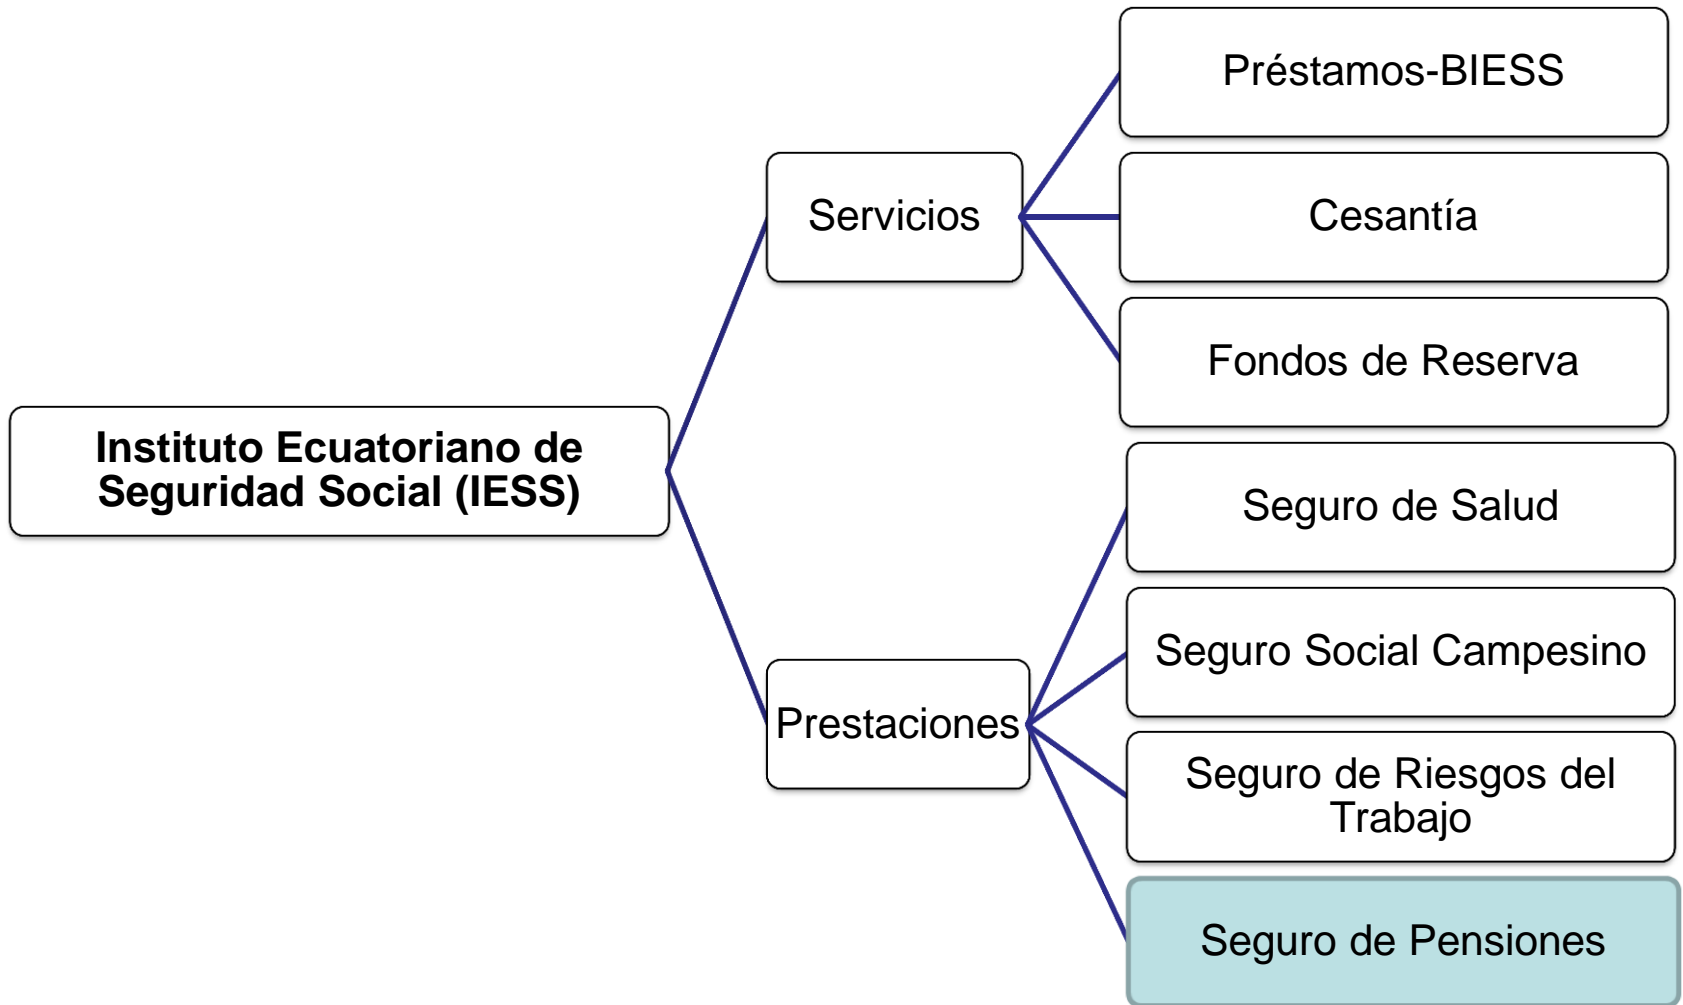 Préstamos-BIESS
Servicios
Cesantía
Fondos de Reserva
Instituto Ecuatoriano de
Seguridad Social (IESS)
Seguro de Salud
Seguro Social Campesino
Prestaciones
Seguro de Riesgos del
Trabajo
Seguro de Pensiones